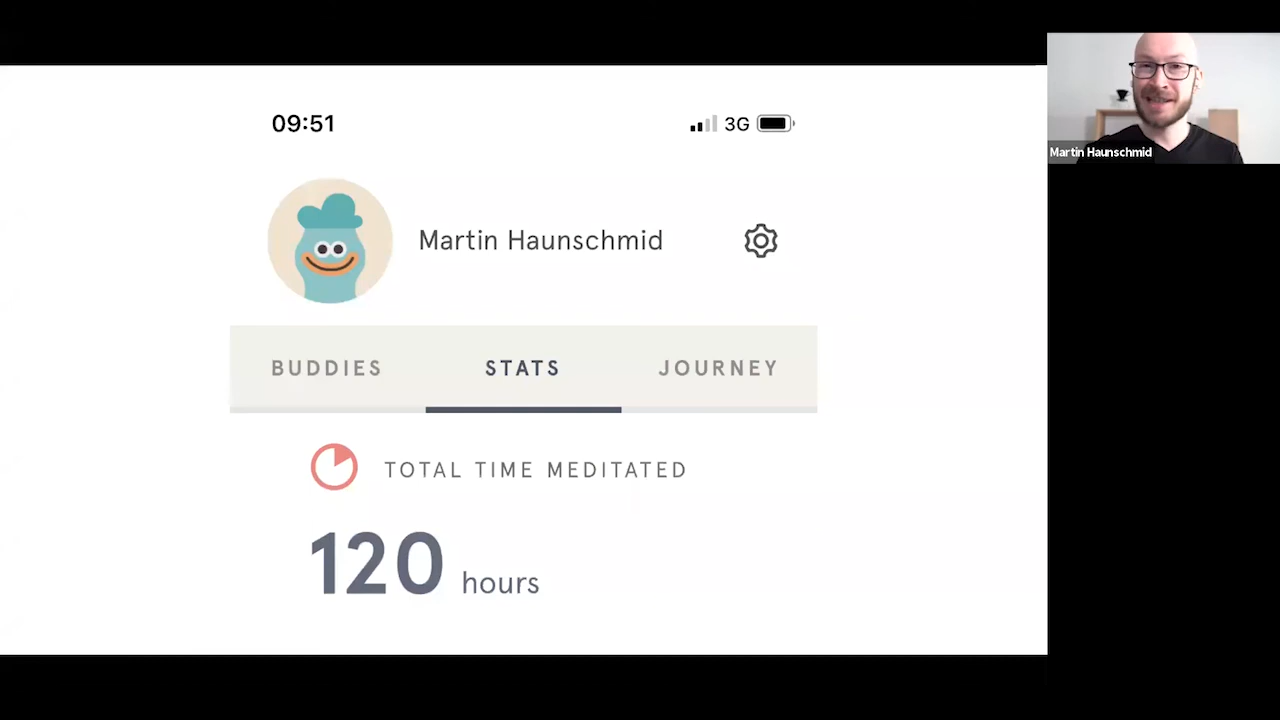 09:51
3G
Martin Haunschmid
BUDDIES STATS JOURNEY
TOTAL TIME MEDITATED
120 hours
Martin Haunschmid